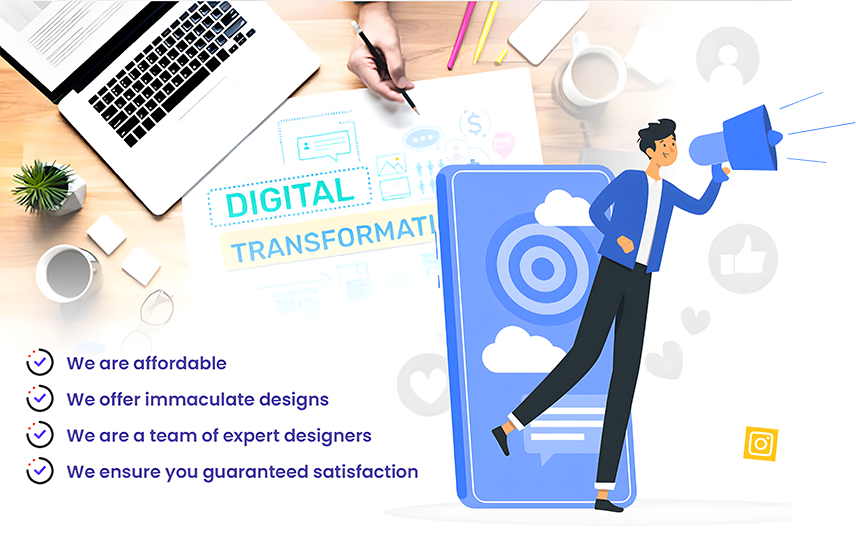 DIGITAL
TRANSFORMATI
We are affordable
We offer immaculate designs
We are a team of expert designers
We ensure you guaranteed satisfaction